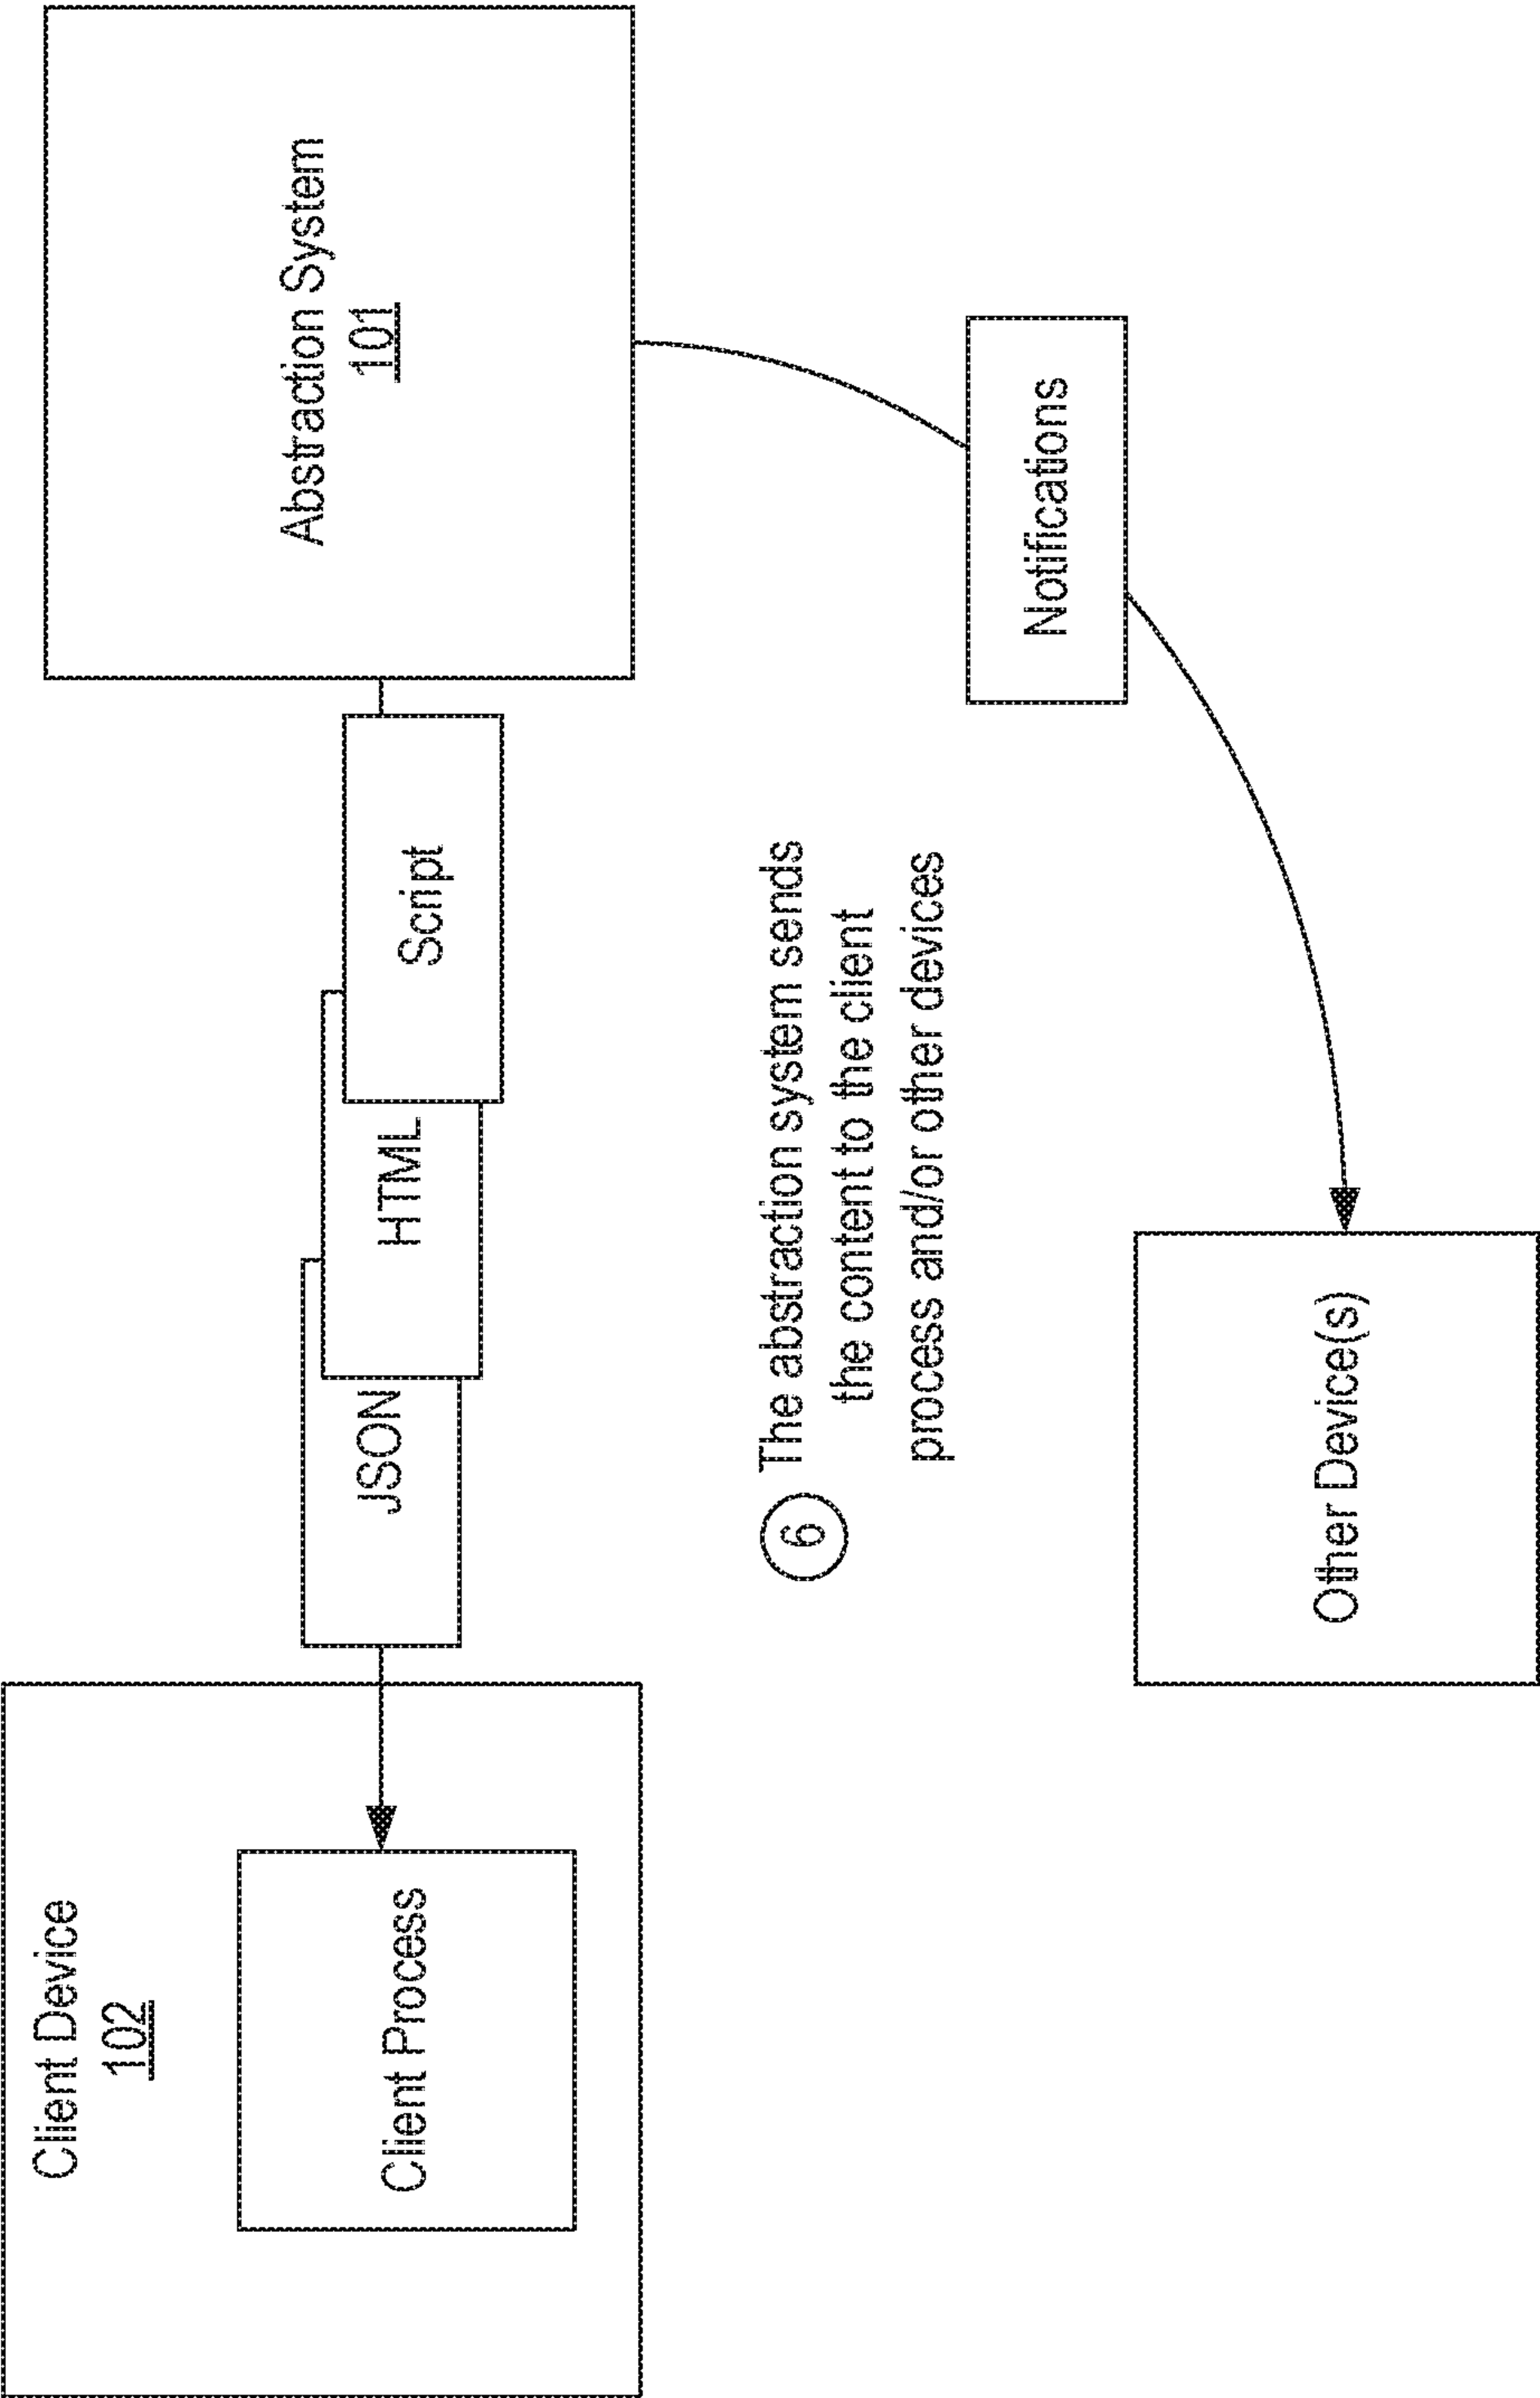 Client Device
102
Client Process
JSON
HTML
Script
Abstraction System
101
6
The abstraction system sends
the content to the client
process and/or other devices
Notifications
Other Device(s)